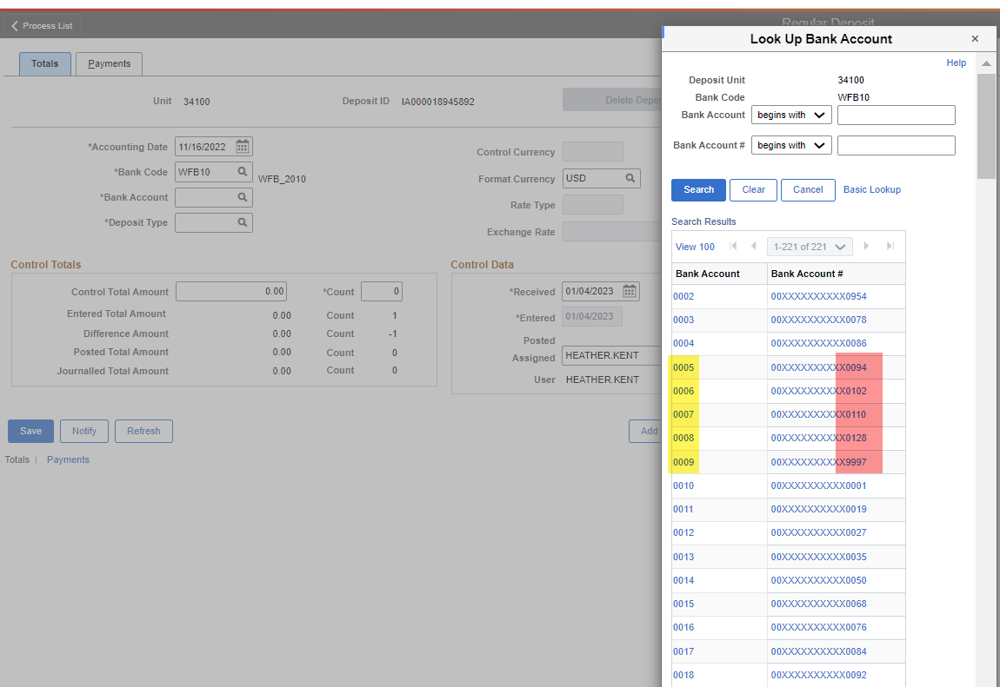 Process List
Regular Deposit
Totals
Payments
Unit 34100 Deposit ID IA000018945892 Delete Depos
*Accounting Date 11/16/2022
*Bank Code WFB10 WFB_2010
*Bank Account
*Deposit Type
Control Currency
Format Currency USD
Rate Type
Exchange Rate
Control Totals
Control Total Amount 0.00 *Count 0
Entered Total Amount 0.00 Count 1
Difference Amount 0.00 Count -1
Posted Total Amount 0.00 Count 0
Journalled Total Amount 0.00 Count 0
Control Data
*Received 01/04/2023
*Entered 01/04/2023
Posted
Assigned HEATHER.KENT
User HEATHER.KENT
Save Notify Refresh Add
Totals | Payments
Look Up Bank Account ×
Help
Deposit Unit 34100
Bank Code WFB10
Bank Account begins with
Bank Account # begins with
Search Clear Cancel Basic Lookup
Search Results
View 100 1-221 of 221
Bank Account Bank Account #
0002 00XXXXXXXXXX0954
0003 00XXXXXXXXXX0078
0004 00XXXXXXXXXX0086
0005 00XXXXXXXXXX0094
0006 00XXXXXXXXXX0102
0007 00XXXXXXXXXX0110
0008 00XXXXXXXXXX0128
0009 00XXXXXXXXXX9997
0010 00XXXXXXXXXX0001
0011 00XXXXXXXXXX0019
0012 00XXXXXXXXXX0027
0013 00XXXXXXXXXX0035
0014 00XXXXXXXXXX0050
0015 00XXXXXXXXXX0068
0016 00XXXXXXXXXX0076
0017 00XXXXXXXXXX0084
0018 00XXXXXXXXXX0092